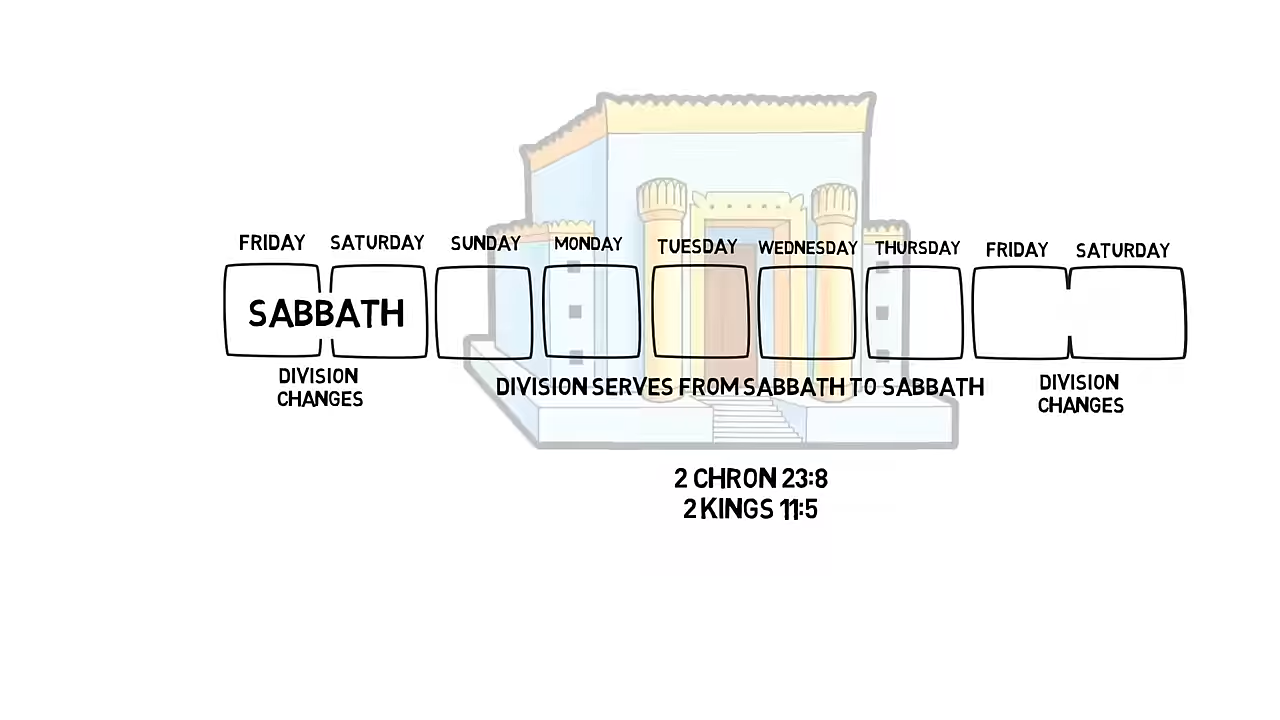 FRIDAY SATURDAY SUNDAY MONDAY TUESDAY WEDNESDAY THURSDAY FRIDAY SATURDAY
SABBATH
DIVISION
CHANGES
DIVISION SERVES FROM SABBATH TO SABBATH
DIVISION
CHANGES
2 CHRON 23:8
2 KINGS 11:5